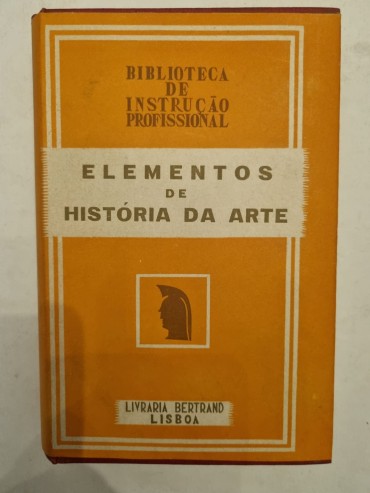 BIBLIOTECA
DE
INSTRUÇÃO
PROFISSIONAL
ELEMENTOS
DE
HISTÓRIA DA ARTE
LIVRARIA BERTRAND
LISBOA